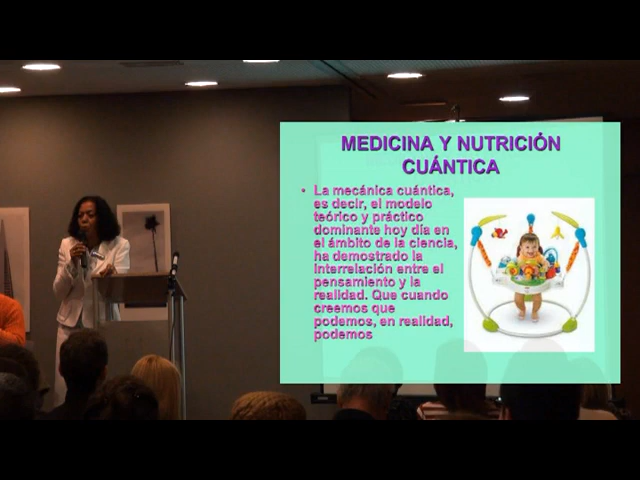 MEDICINA Y NUTRICIÓN
CUÁNTICA
• La mecánica cuántica,
es decir, el modelo
teórico y práctico
dominante hoy día en
el ámbito de la ciencia,
ha demostrado la
interrelación entre el
pensamiento y la
realidad. Que cuando
creemos que
podemos, en realidad,
podemos